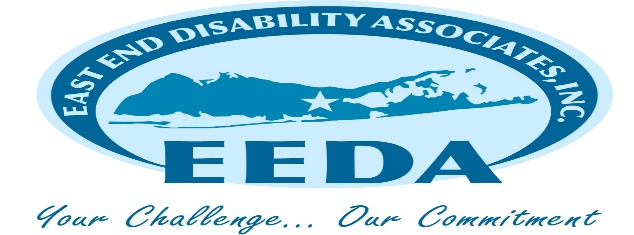 EAST END DISABILITY ASSOCIATES, INC.
EEDA
Your Challenge... Our Commitment